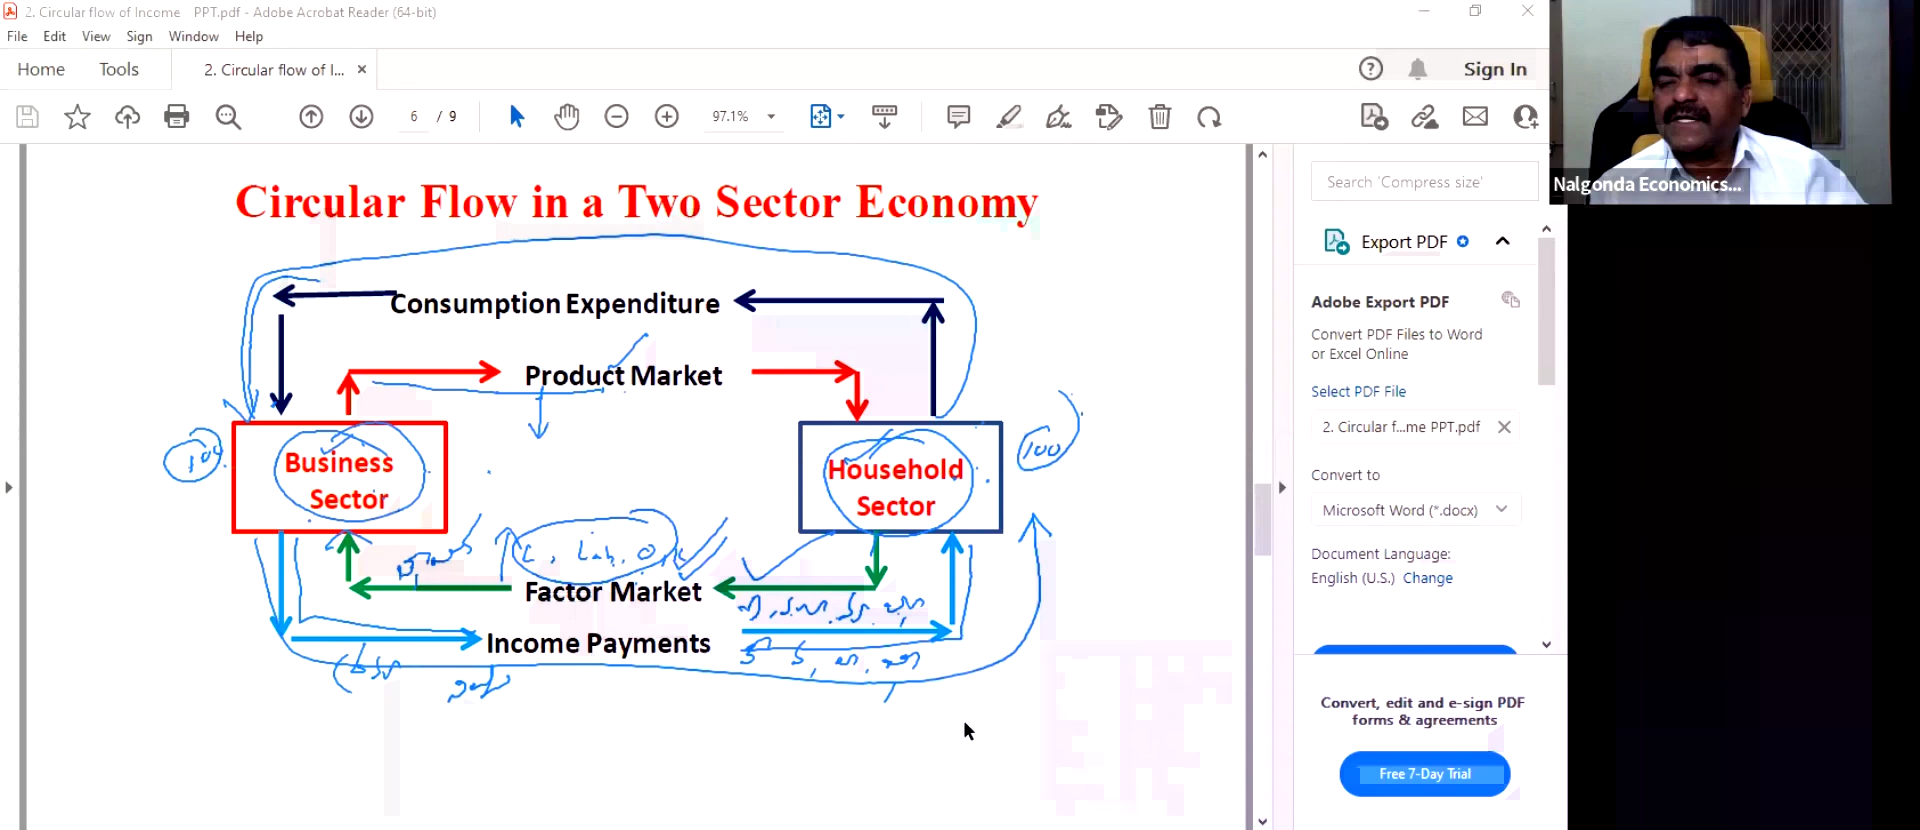 2. Circular flow of Income PPT.pdf - Adobe Acrobat Reader (64-bit)
File Edit View Sign Window Help
Home Tools 2. Circular flow of I... × Sign In
6 / 9 97.1%
Circular Flow in a Two Sector Economy
Consumption Expenditure
Product Market
Business
Sector
100
Household
Sector
100
L, Lab, O
Factor Market
Income Payments
Search 'Compress size'
Export PDF
Adobe Export PDF
Convert PDF Files to Word
or Excel Online
Select PDF File
2. Circular f...me PPT.pdf
Convert to
Microsoft Word (*.docx)
Document Language:
English (U.S.) Change
Convert, edit and e-sign PDF
forms & agreements
Free 7-Day Trial
Nalgonda Economics...